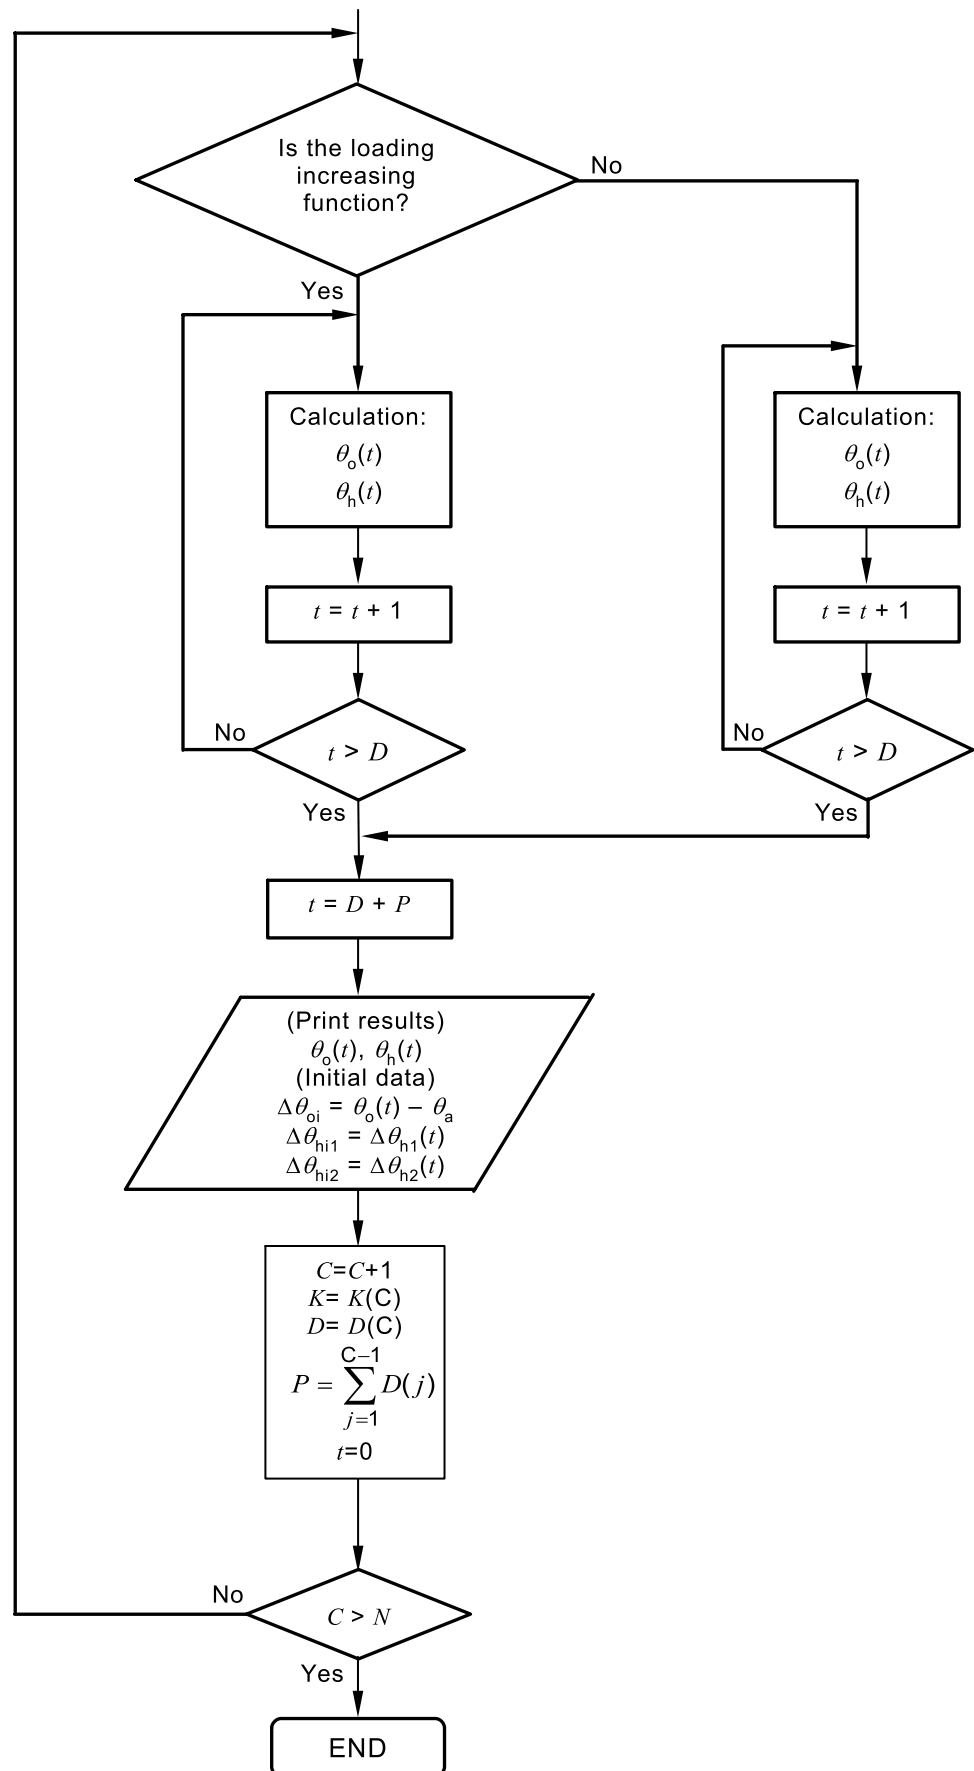 Is the loading
increasing
function?
No
Yes
Calculation:
θo(t)
θh(t)
Calculation:
θo(t)
θh(t)
t = t + 1
t = t + 1
No
t > D
No
t > D
Yes
Yes
t = D + P
(Print results)
θo(t), θh(t)
(Initial data)
Δθoi = θo(t) − θa
Δθhi1 = Δθh1(t)
Δθhi2 = Δθh2(t)
C=C+1
K= K(C)
D= D(C)
C−1
P = ∑ D(j)
j=1
t=0
No
C > N
Yes
END